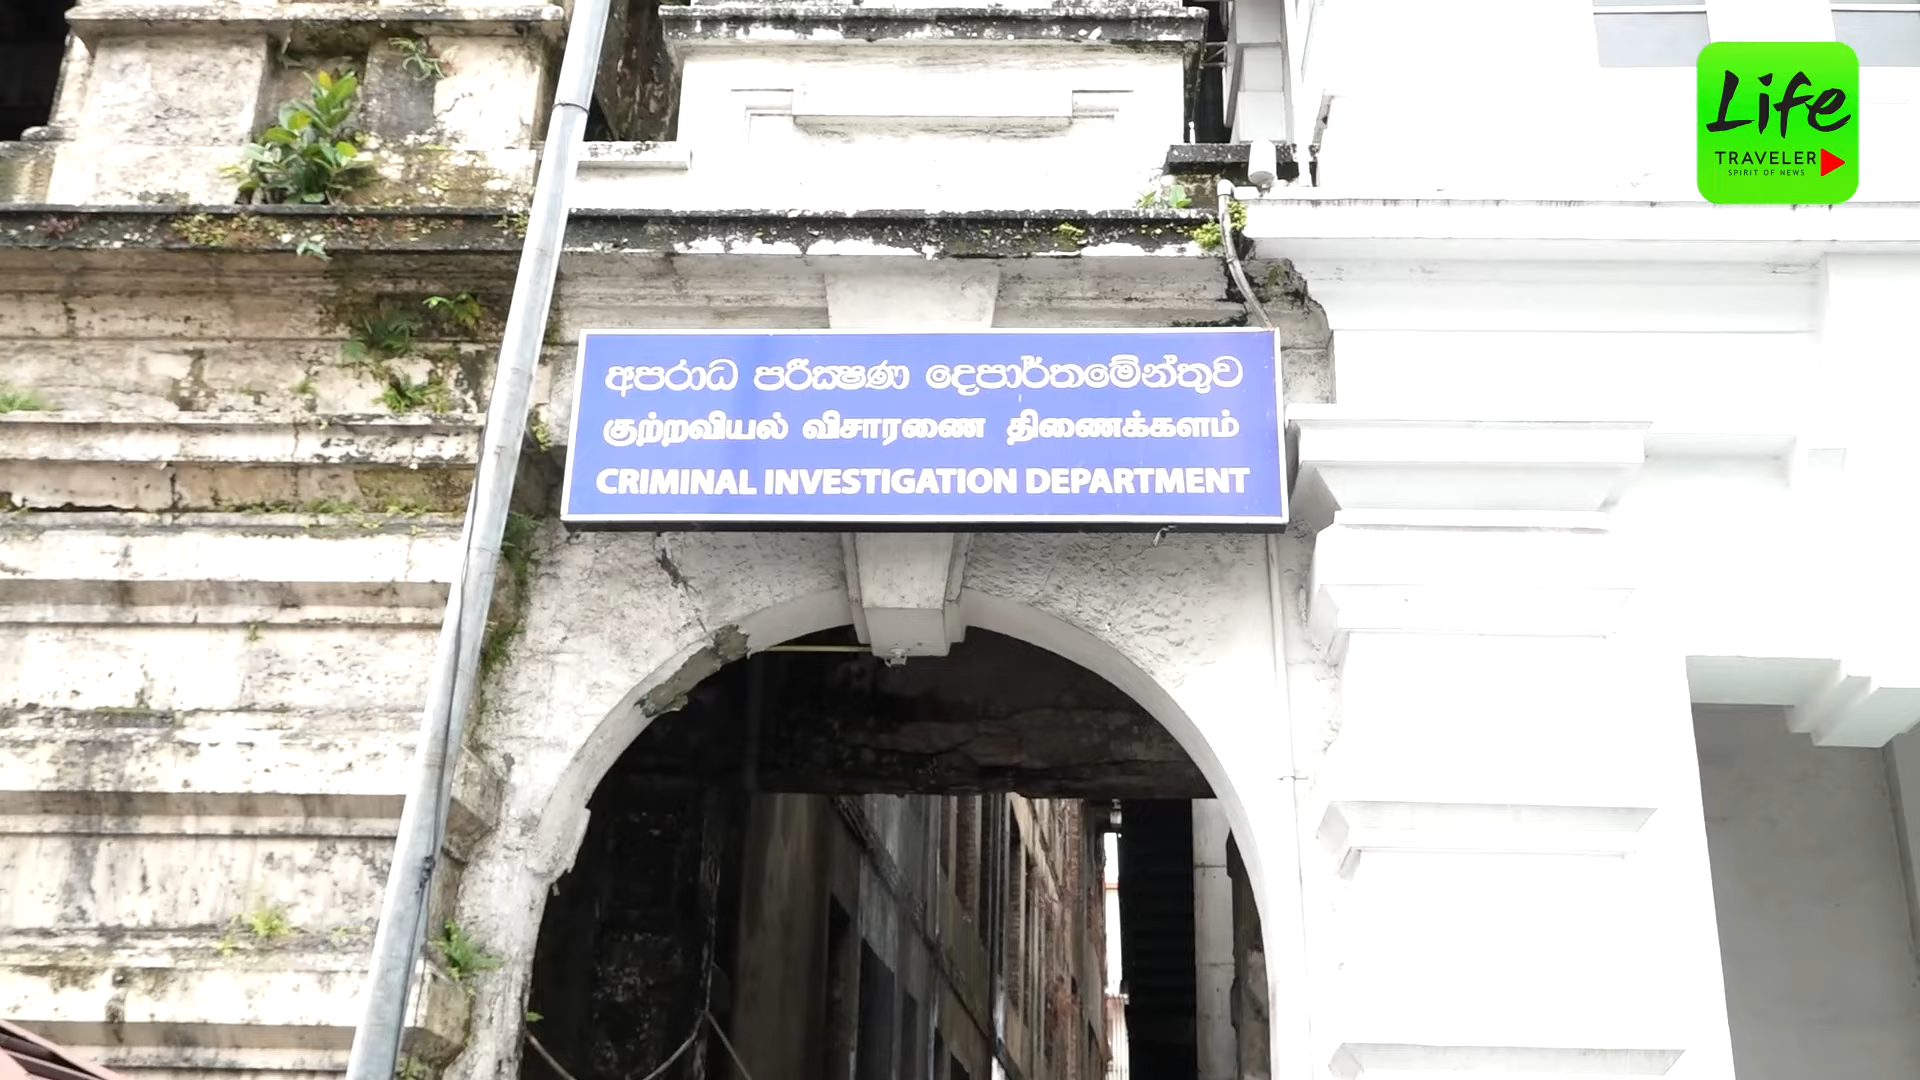 අපරාධ පරීක්ෂණ දෙපාර්තමේන්තුව
குற்றவியல் விசாரணை திணைக்களம்
CRIMINAL INVESTIGATION DEPARTMENT
Life
TRAVELER
SPIRIT OF NEWS